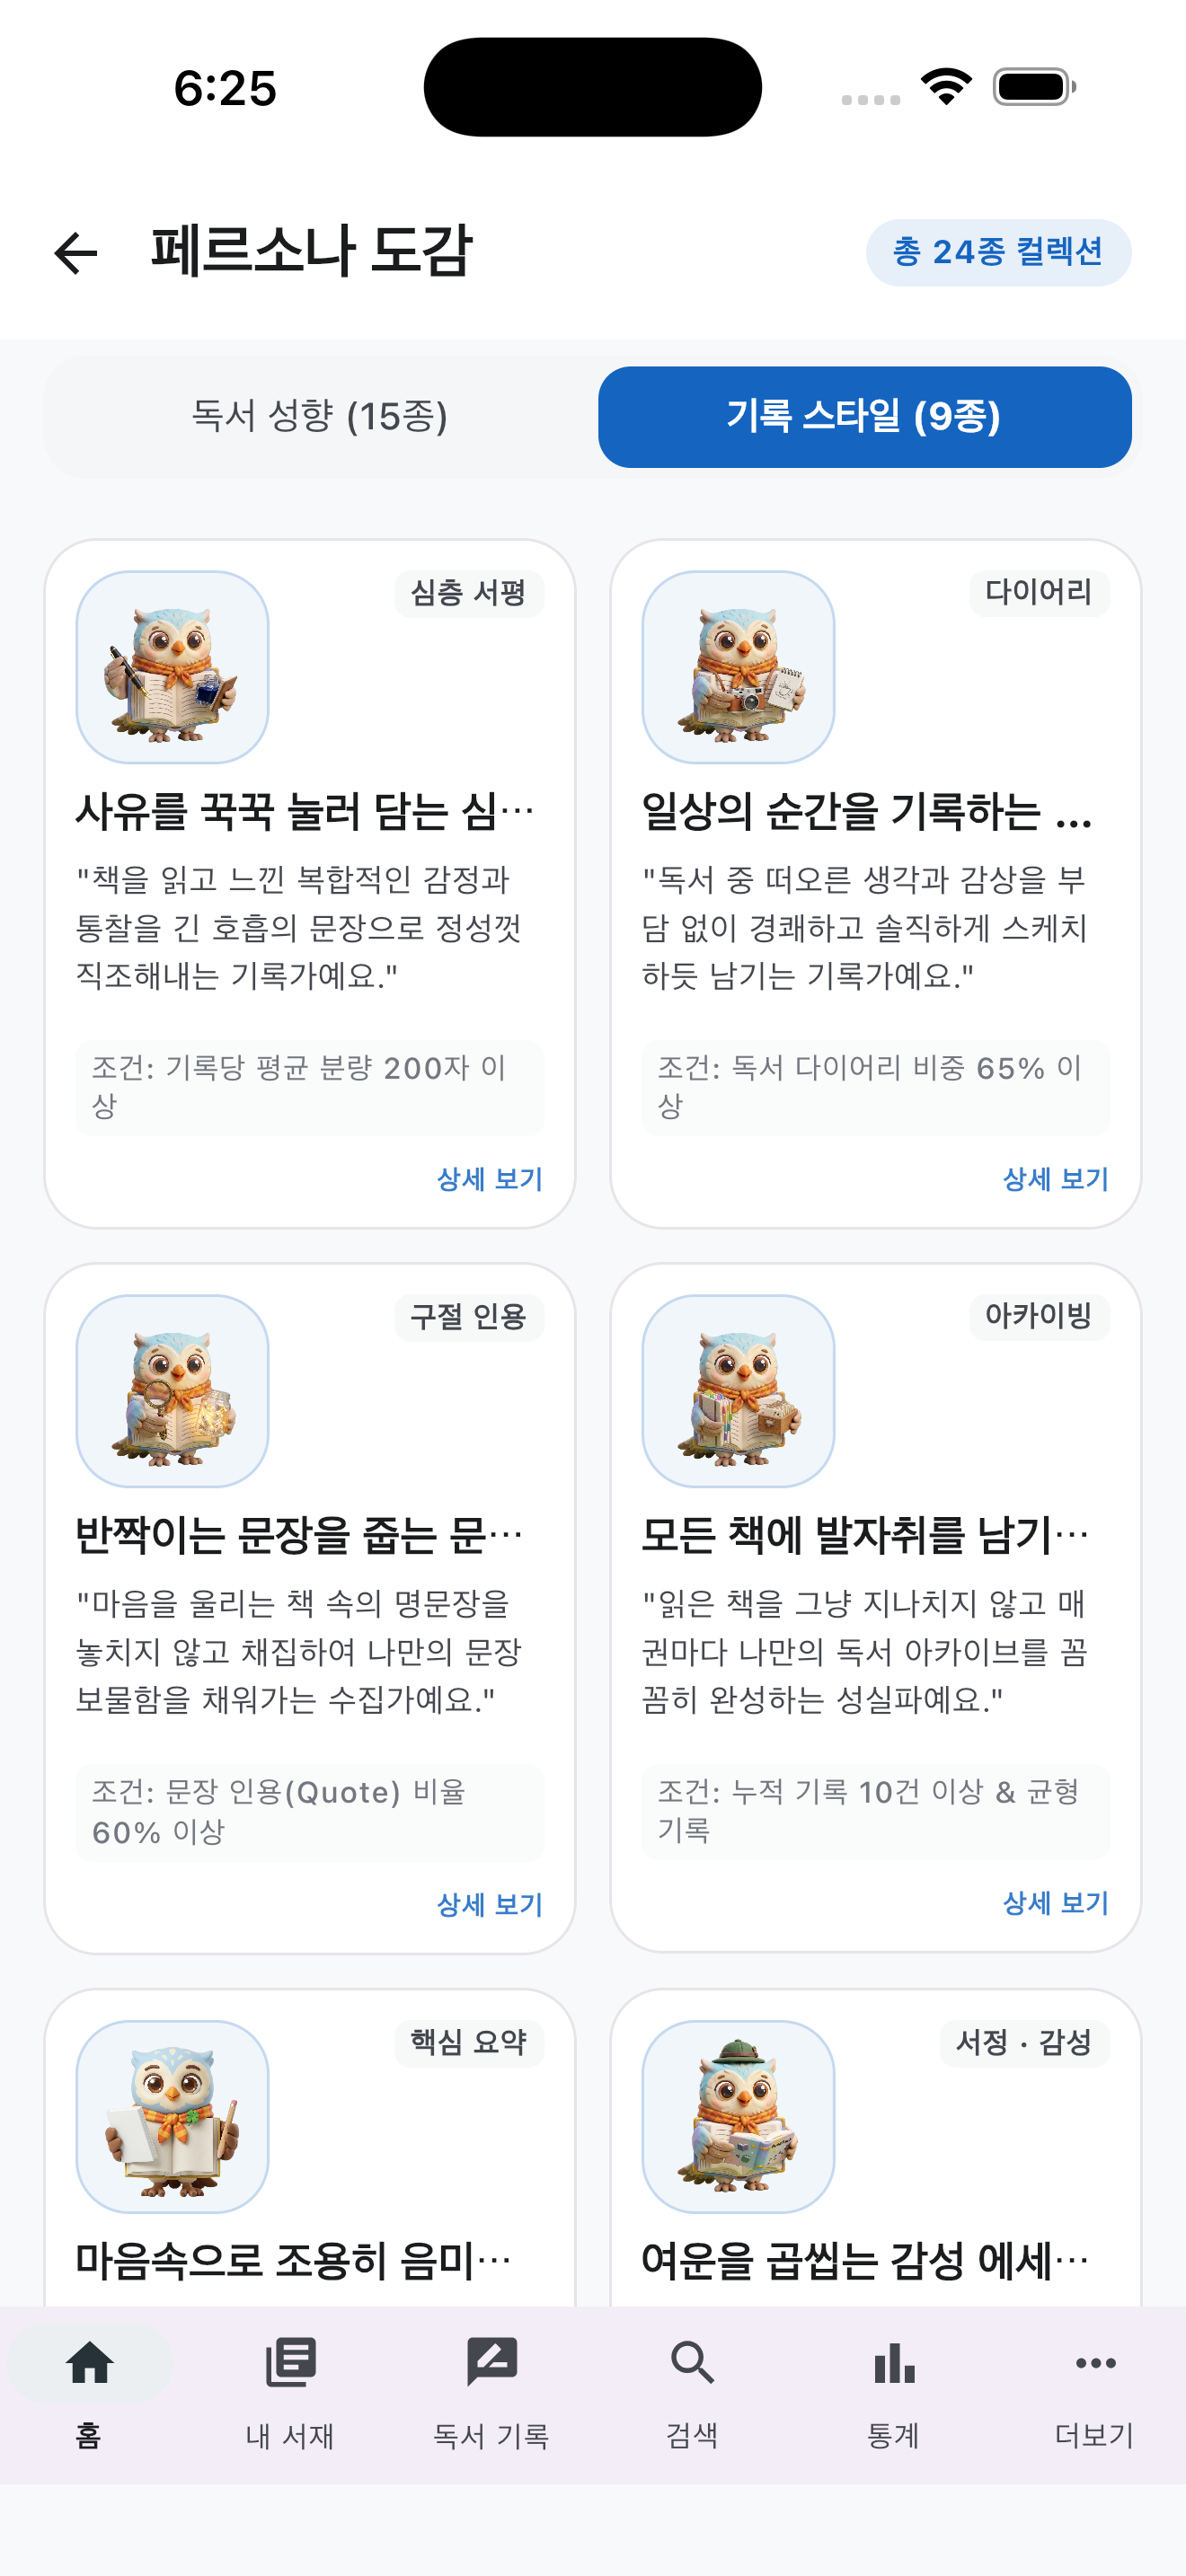 6:25
페르소나 도감
총 24종 컬렉션
독서 성향 (15종)
기록 스타일 (9종)
심층 서평
사유를 꾹꾹 눌러 담는 심…
"책을 읽고 느낀 복합적인 감정과
통찰을 긴 호흡의 문장으로 정성껏
직조해내는 기록가예요."
조건: 기록당 평균 분량 200자 이
상
상세 보기
다이어리
일상의 순간을 기록하는 ...
"독서 중 떠오른 생각과 감상을 부
담 없이 경쾌하고 솔직하게 스케치
하듯 남기는 기록가예요."
조건: 독서 다이어리 비중 65% 이
상
상세 보기
구절 인용
반짝이는 문장을 줍는 문…
"마음을 울리는 책 속의 명문장을
놓치지 않고 채집하여 나만의 문장
보물함을 채워가는 수집가예요."
조건: 문장 인용(Quote) 비율
60% 이상
상세 보기
아카이빙
모든 책에 발자취를 남기…
"읽은 책을 그냥 지나치지 않고 매
권마다 나만의 독서 아카이브를 꼼
꼼히 완성하는 성실파예요."
조건: 누적 기록 10건 이상 & 균형
기록
상세 보기
핵심 요약
마음속으로 조용히 음미…
서정 · 감성
여운을 곱씹는 감성 에세…
홈
내 서재
독서 기록
검색
통계
더보기